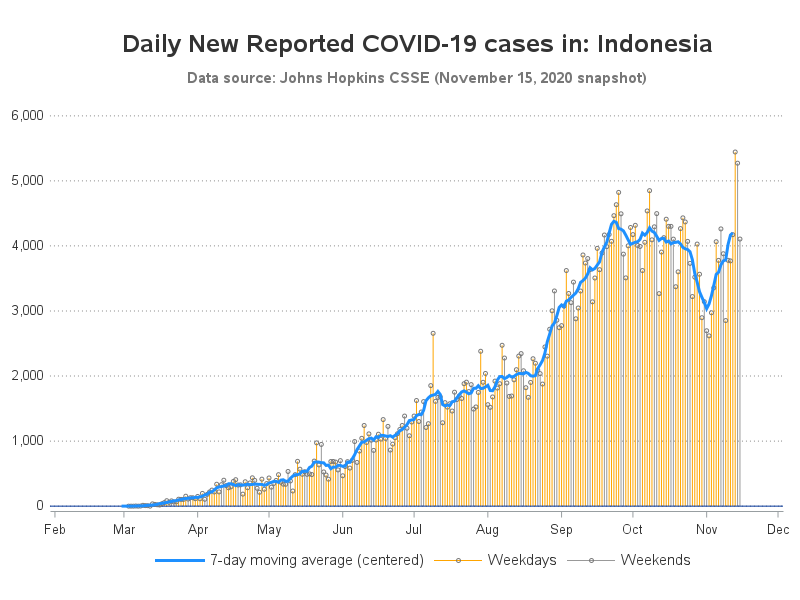 Daily New Reported COVID-19 cases in: Indonesia
Data source: Johns Hopkins CSSE (November 15, 2020 snapshot)
6,000
5,000
4,000
3,000
2,000
1,000
0
Feb Mar Apr May Jun Jul Aug Sep Oct Nov Dec
7-day moving average (centered) Weekdays Weekends